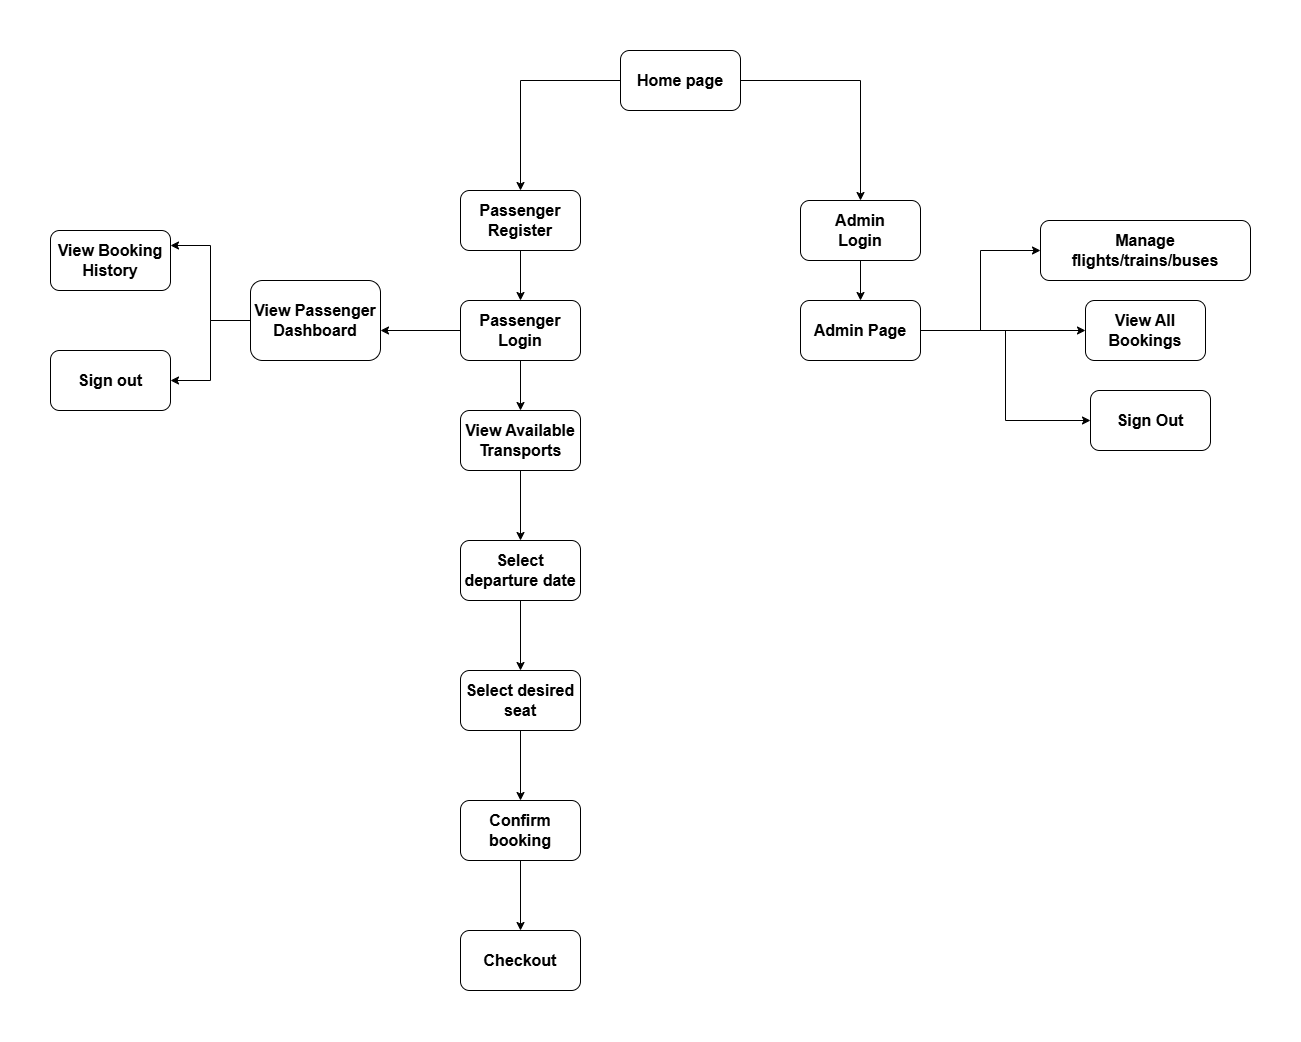 Home page
Passenger
Register
Admin
Login
View Booking
History
Manage
flights/trains/buses
View Passenger
Dashboard
Passenger
Login
Admin Page
View All
Bookings
Sign out
Sign Out
View Available
Transports
Select
departure date
Select desired
seat
Confirm
booking
Checkout